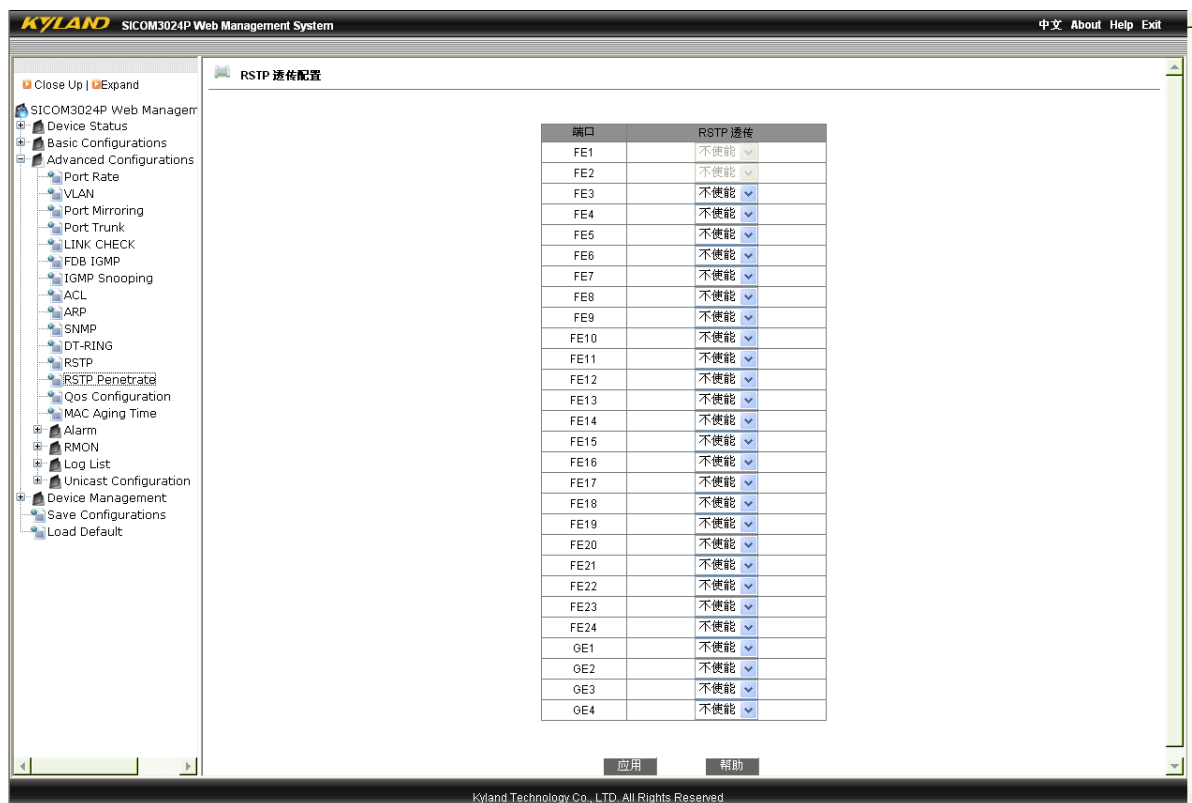 KYLAND SICOM3024P Web Management System
中文 About Help Exit
Close Up | Expand
SICOM3024P Web Managem
Device Status
Basic Configurations
Advanced Configurations
Port Rate
VLAN
Port Mirroring
Port Trunk
LINK CHECK
FDB IGMP
IGMP Snooping
ACL
ARP
SNMP
DT-RING
RSTP
RSTP Penetrate
Qos Configuration
MAC Aging Time
Alarm
RMON
Log List
Unicast Configuration
Device Management
Save Configurations
Load Default
RSTP 透传配置
端口 RSTP 透传
FE1 不使能
FE2 不使能
FE3 不使能
FE4 不使能
FE5 不使能
FE6 不使能
FE7 不使能
FE8 不使能
FE9 不使能
FE10 不使能
FE11 不使能
FE12 不使能
FE13 不使能
FE14 不使能
FE15 不使能
FE16 不使能
FE17 不使能
FE18 不使能
FE19 不使能
FE20 不使能
FE21 不使能
FE22 不使能
FE23 不使能
FE24 不使能
GE1 不使能
GE2 不使能
GE3 不使能
GE4 不使能
应用 帮助
Kyland Technology Co., LTD. All Rights Reserved